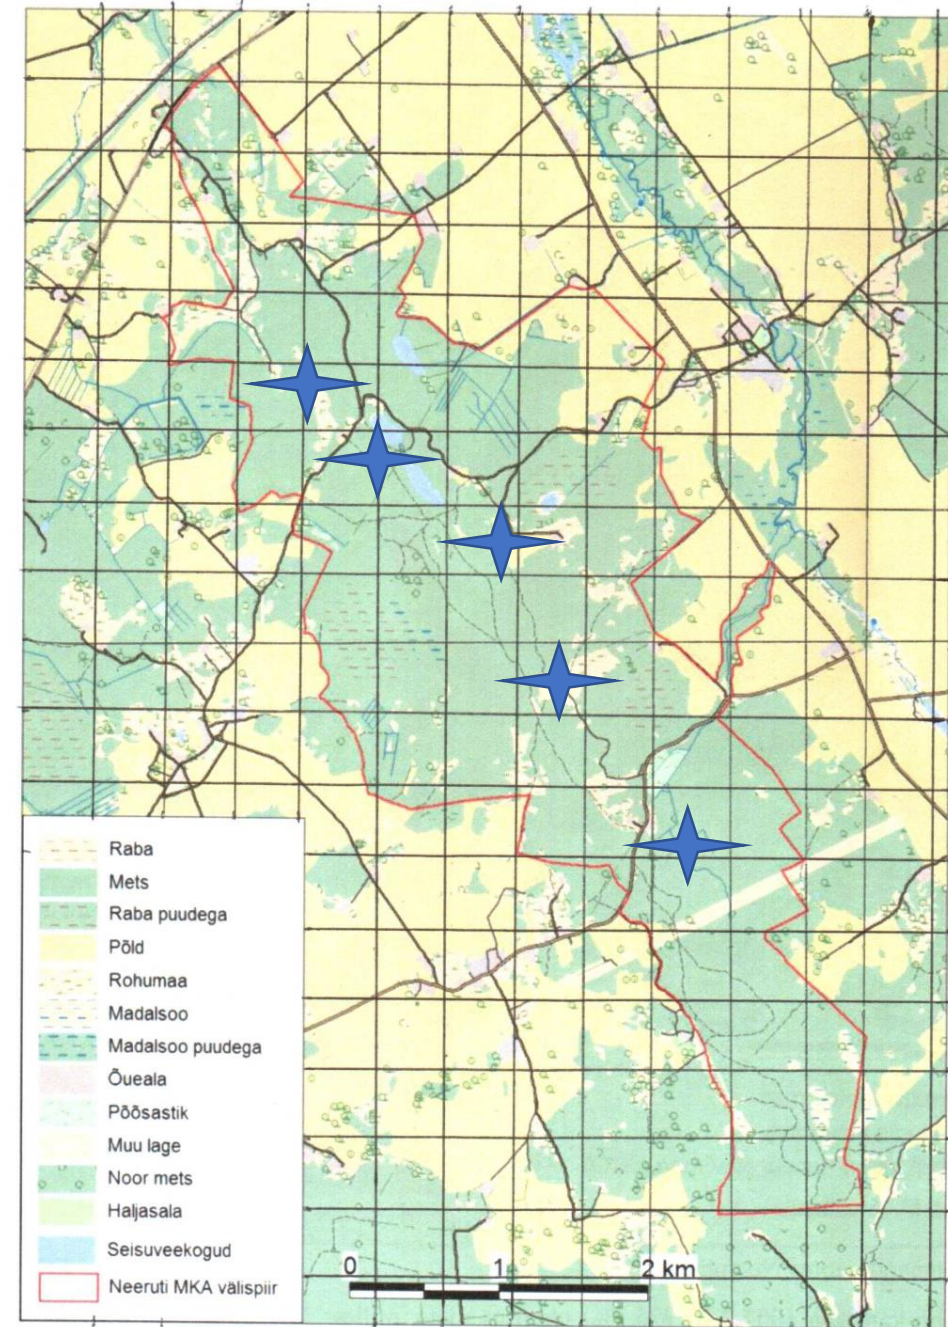 Raba
Mets
Raba puudega
Põld
Rohumaa
Madalsoo
Madalsoo puudega
Õueala
Põõsastik
Muu lage
Noor mets
Haljasala
Seisuveekogud
Neeruti MKA välispiir
0 1 2 km